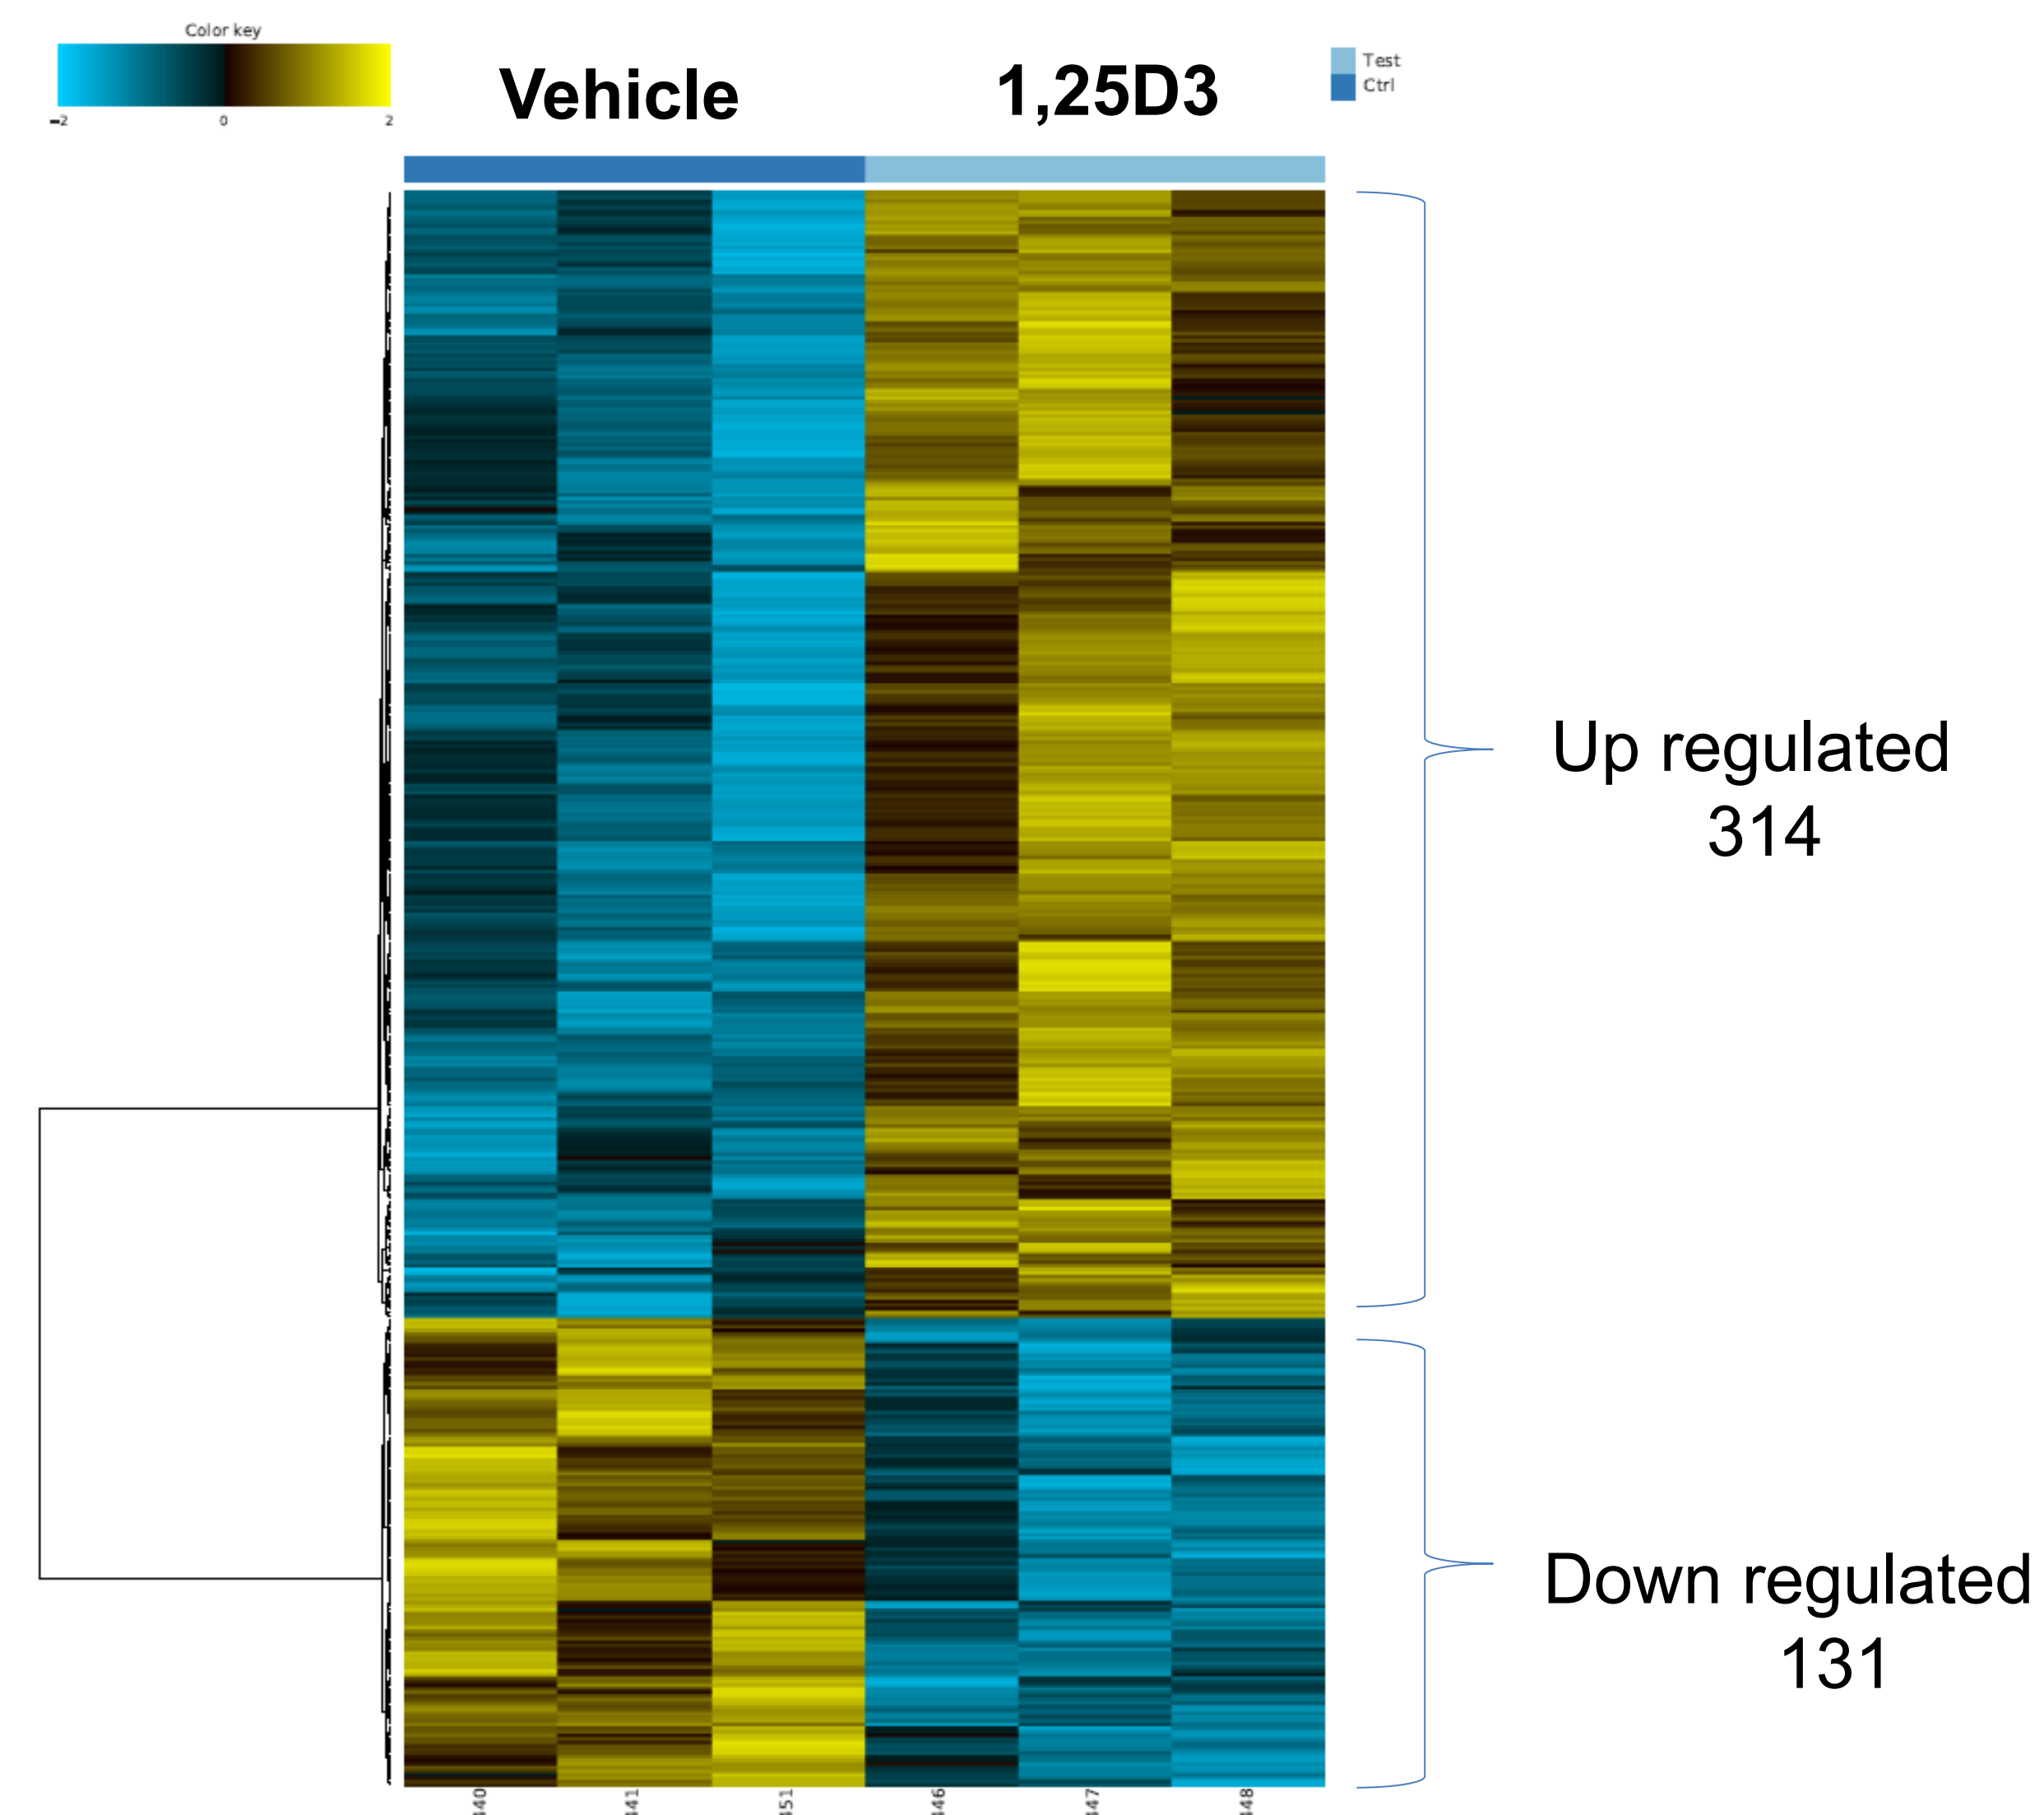 Color key
-2 0 2
Vehicle
1,25D3
Test
Ctrl
Up regulated
314
Down regulated
131